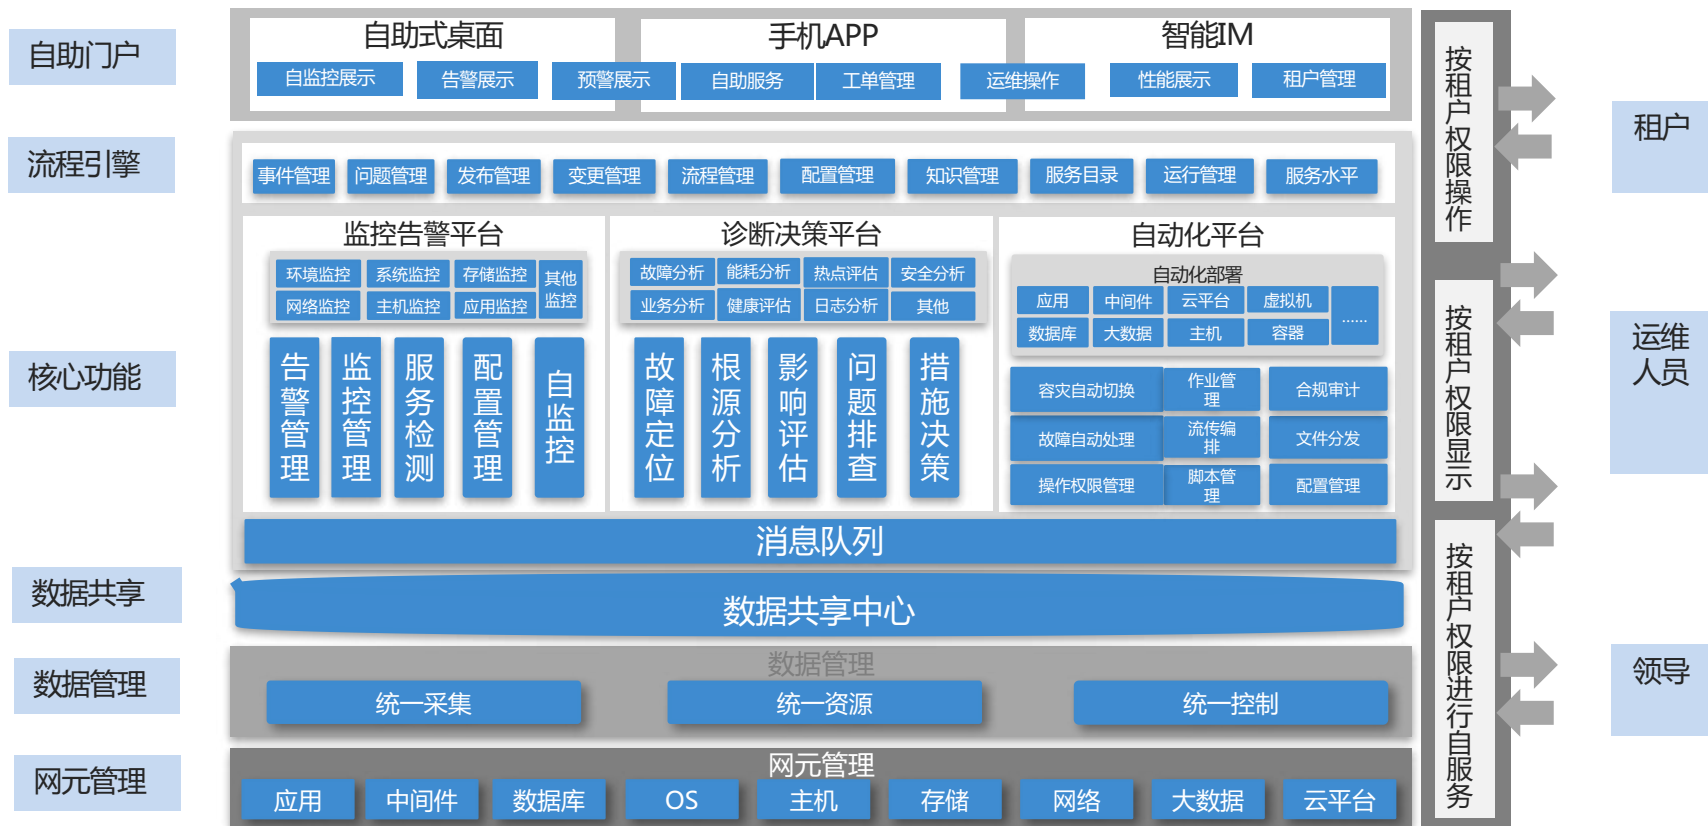 自助门户
自助式桌面
手机APP
智能IM
自监控展示
告警展示
预警展示
自助服务
工单管理
运维操作
性能展示
租户管理
流程引擎
事件管理
问题管理
发布管理
变更管理
流程管理
配置管理
知识管理
服务目录
运行管理
服务水平
核心功能
监控告警平台
环境监控
系统监控
存储监控
其他
监控
网络监控
主机监控
应用监控
告警管理
监控管理
服务检测
配置管理
自监控
诊断决策平台
故障分析
能耗分析
热点评估
安全分析
业务分析
健康评估
日志分析
其他
故障定位
根源分析
影响评估
问题排查
措施决策
自动化平台
自动化部署
应用
中间件
云平台
虚拟机
......
数据库
大数据
主机
容器
容灾自动切换
作业管
理
合规审计
故障自动处理
流传编
排
文件分发
操作权限管理
脚本管
理
配置管理
消息队列
数据共享
数据共享中心
数据管理
数据管理
统一采集
统一资源
统一控制
网元管理
网元管理
应用
中间件
数据库
OS
主机
存储
网络
大数据
云平台
按租户权限操作
按租户权限显示
按租户权限进行自服务
租户
运维
人员
领导